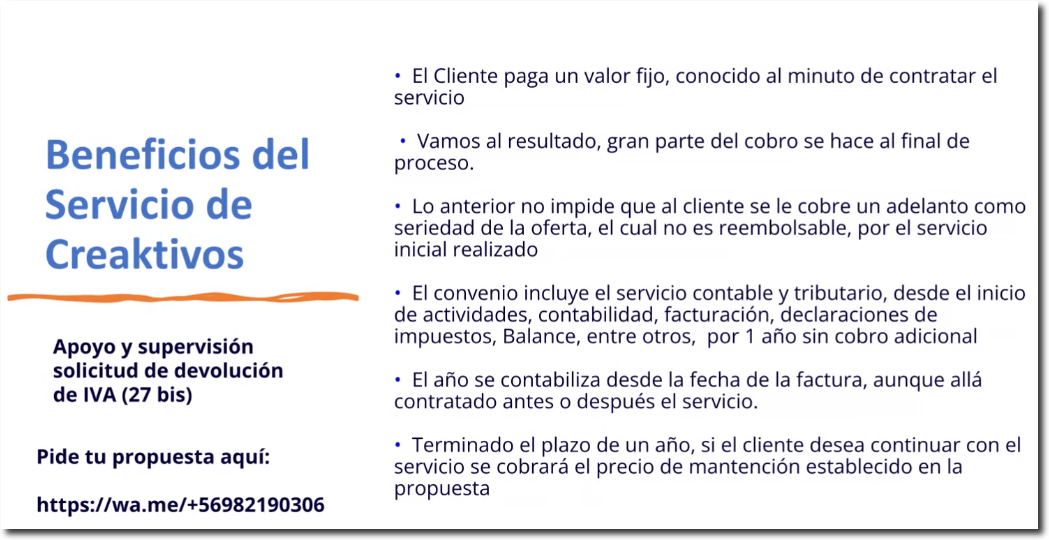 Beneficios del
Servicio de
Creaktivos
Apoyo y supervisión
solicitud de devolución
de IVA (27 bis)
Pide tu propuesta aquí:
https://wa.me/+56982190306
• El Cliente paga un valor fijo, conocido al minuto de contratar el
servicio
• Vamos al resultado, gran parte del cobro se hace al final de
proceso.
• Lo anterior no impide que al cliente se le cobre un adelanto como
seriedad de la oferta, el cual no es reembolsable, por el servicio
inicial realizado
• El convenio incluye el servicio contable y tributario, desde el inicio
de actividades, contabilidad, facturación, declaraciones de
impuestos, Balance, entre otros, por 1 año sin cobro adicional
• El año se contabiliza desde la fecha de la factura, aunque allá
contratado antes o después el servicio.
• Terminado el plazo de un año, si el cliente desea continuar con el
servicio se cobrará el precio de mantención establecido en la
propuesta